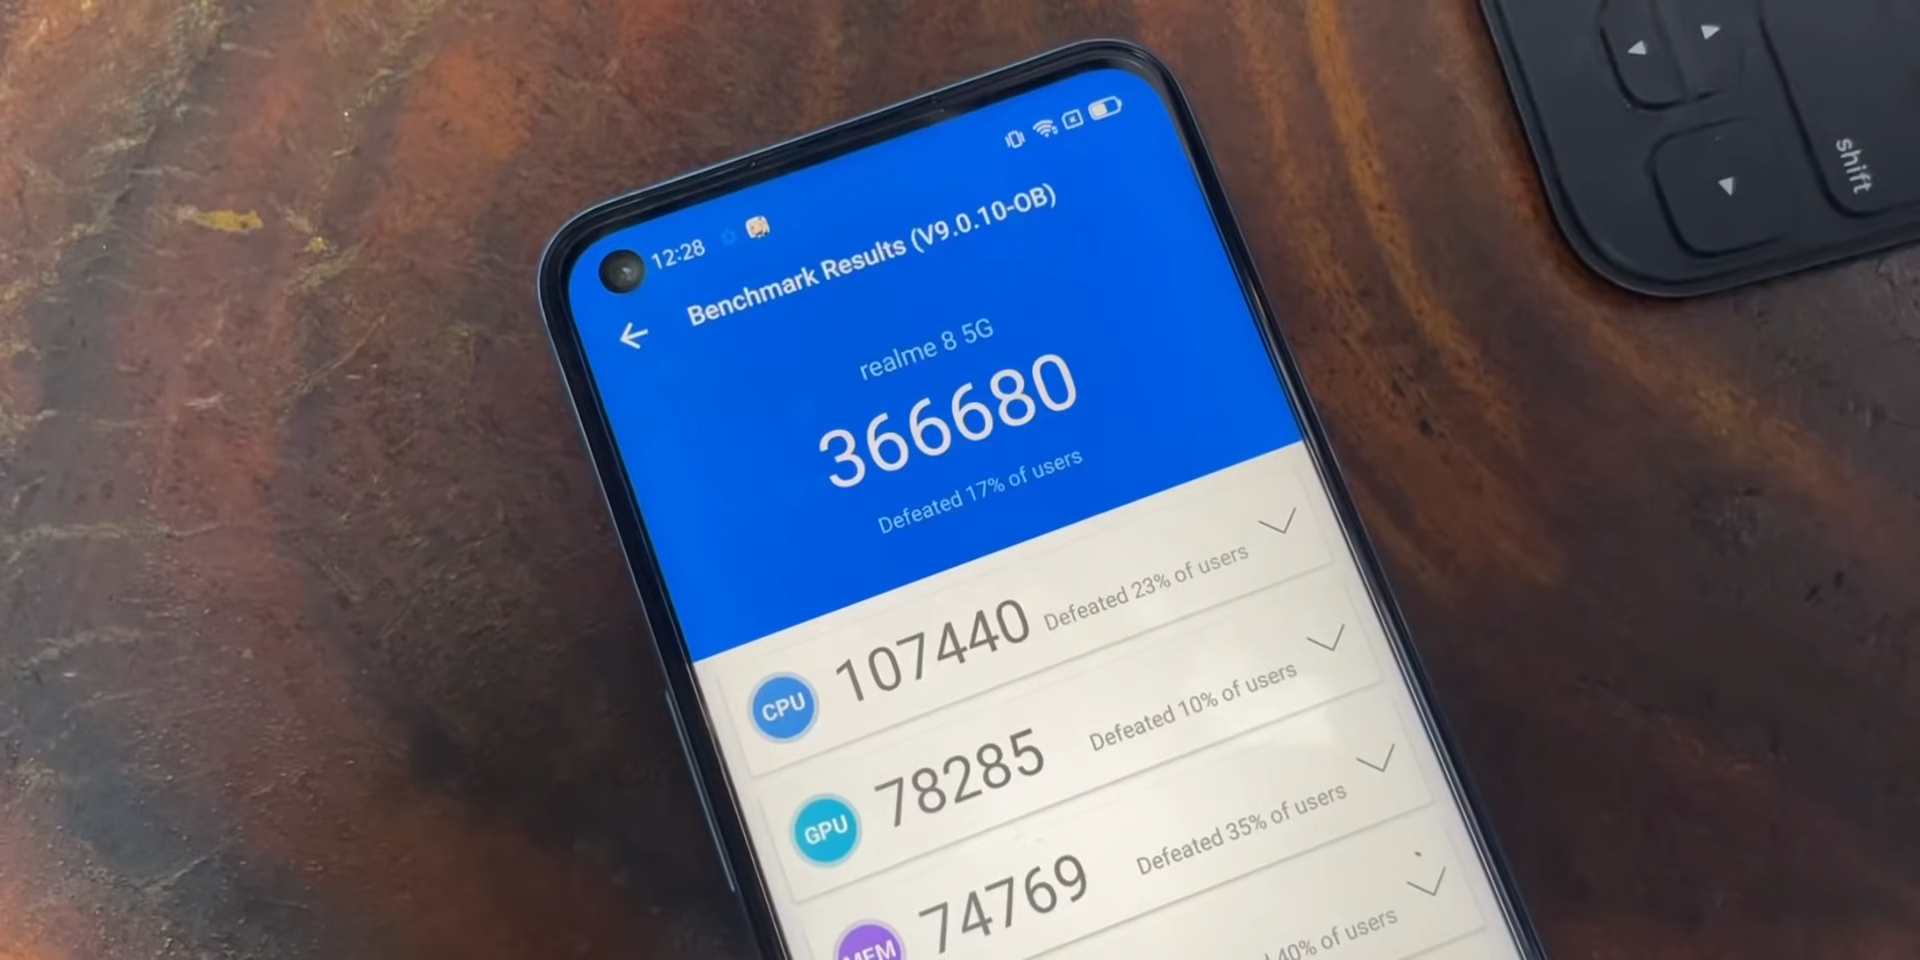 12:28
Benchmark Results (V9.0.10-OB)
realme 8 5G
366680
Defeated 17% of users
CPU 107440 Defeated 23% of users
GPU 78285 Defeated 10% of users
MEM 74769 Defeated 35% of users
40% of users
shift